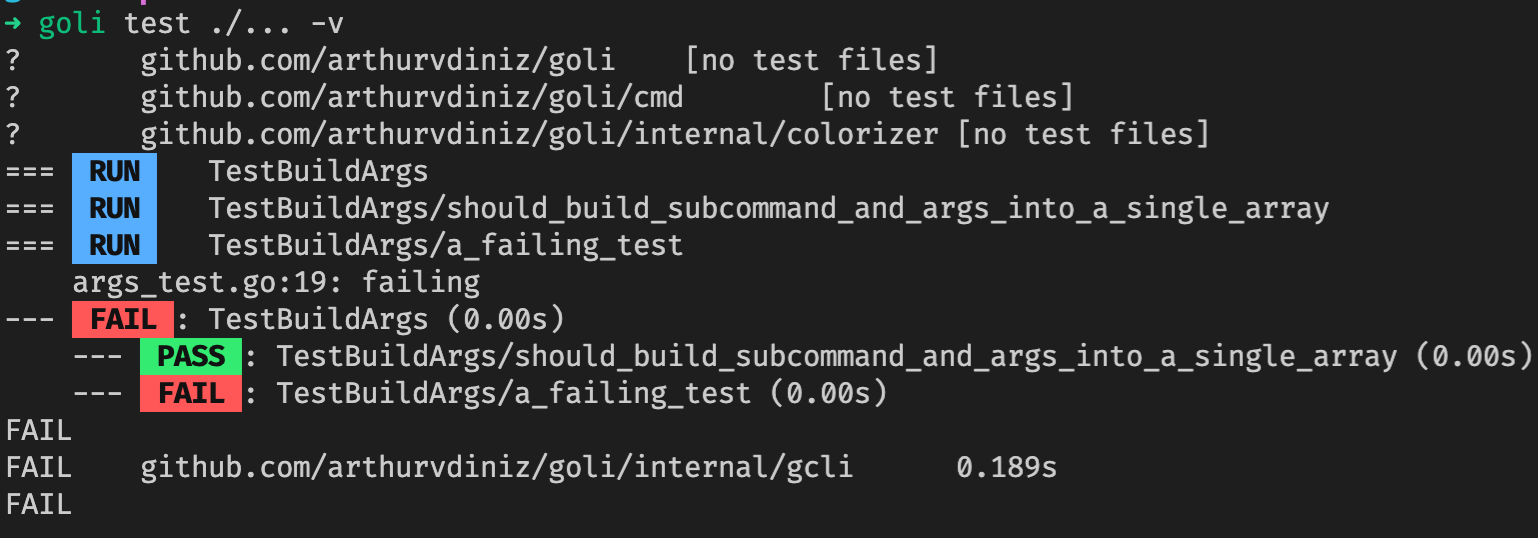 → goli test ./... -v
?       github.com/arthurvdiniz/goli    [no test files]
?       github.com/arthurvdiniz/goli/cmd        [no test files]
?       github.com/arthurvdiniz/goli/internal/colorizer [no test files]
===  RUN    TestBuildArgs
===  RUN    TestBuildArgs/should_build_subcommand_and_args_into_a_single_array
===  RUN    TestBuildArgs/a_failing_test
    args_test.go:19: failing
---  FAIL : TestBuildArgs (0.00s)
    ---  PASS : TestBuildArgs/should_build_subcommand_and_args_into_a_single_array (0.00s)
    ---  FAIL : TestBuildArgs/a_failing_test (0.00s)
FAIL
FAIL    github.com/arthurvdiniz/goli/internal/gcli      0.189s
FAIL